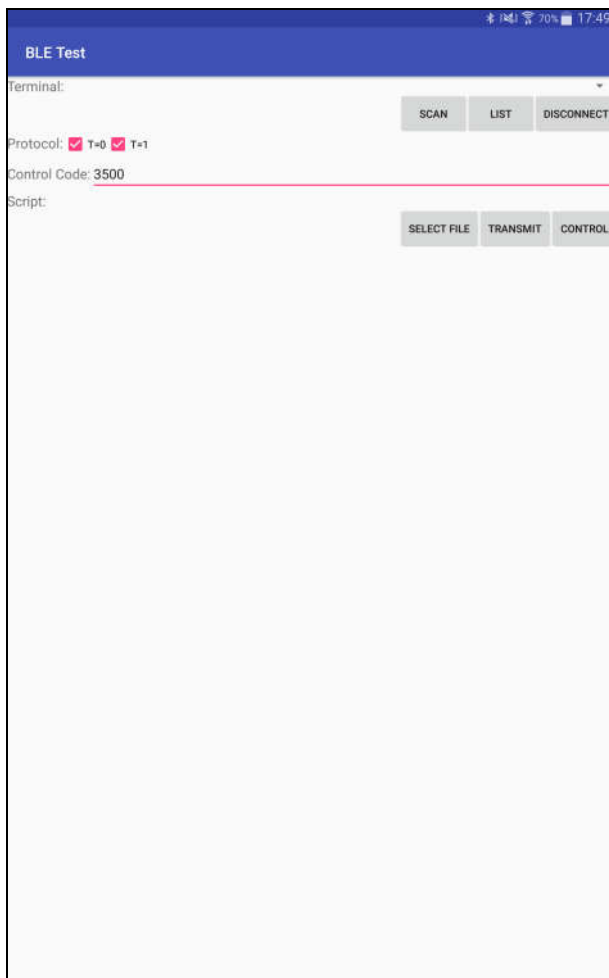 70% 17:49
BLE Test
Terminal:
SCAN LIST DISCONNECT
Protocol: T=0 T=1
Control Code: 3500
Script:
SELECT FILE TRANSMIT CONTROL